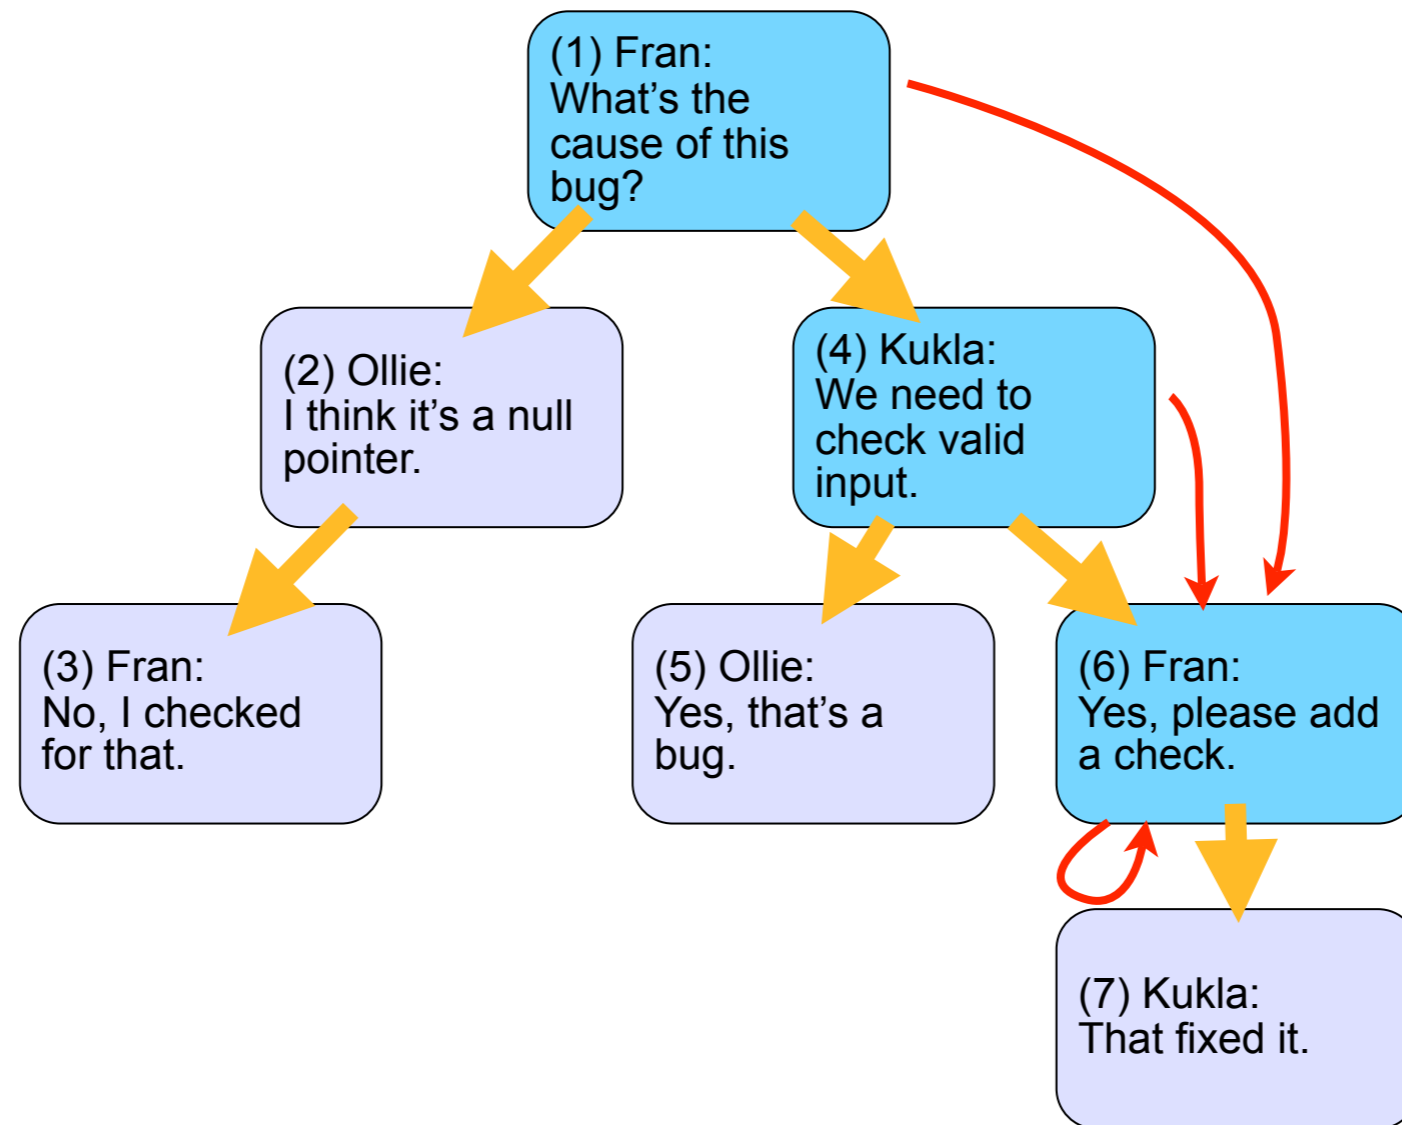 (1) Fran:
What’s the
cause of this
bug?
(2) Ollie:
I think it’s a null
pointer.
(4) Kukla:
We need to
check valid
input.
(3) Fran:
No, I checked
for that.
(5) Ollie:
Yes, that’s a
bug.
(6) Fran:
Yes, please add
a check.
(7) Kukla:
That fixed it.